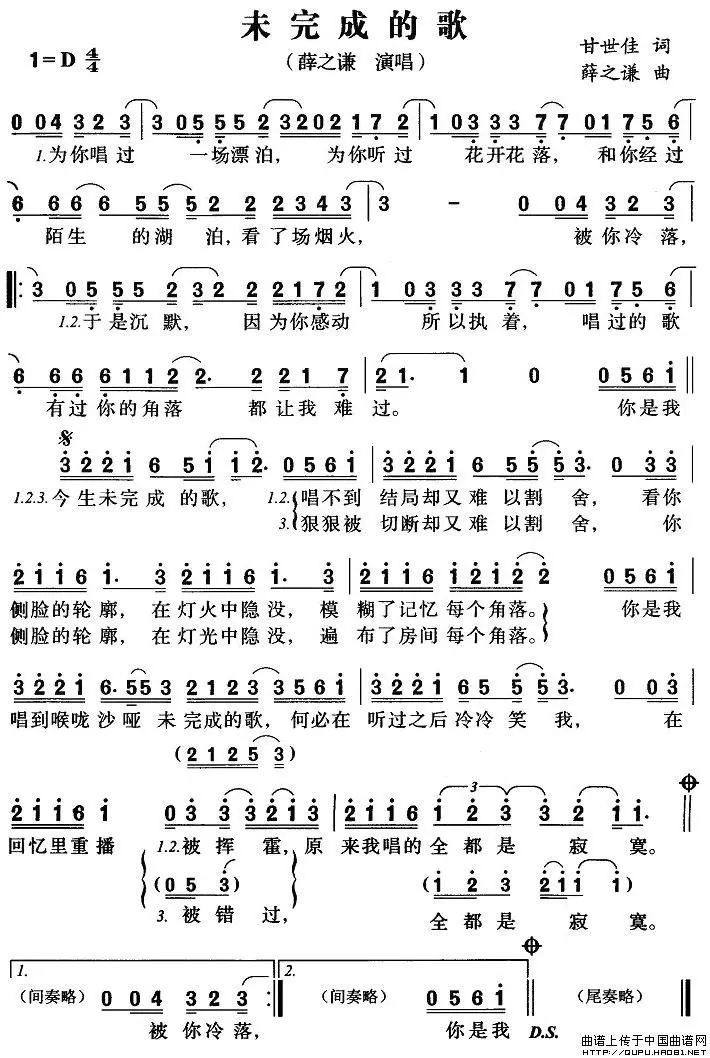 未完成的歌
1=D 4/4
(薛之谦 演唱)
甘世佳 词
薛之谦 曲
0 04 32 3 | 3 05 55 2 3202 17 2 | 1 03 33 7 7 01 75 6
1.为你唱过 一场漂泊， 为你听过 花开花落， 和你经过
6 66 6 55 52 2 2 2343 | 3 - 0 04 32 3
陌生 的湖 泊，看了场烟火， 被你冷落，
3 05 55 2 32 2 2217 2 | 1 03 33 7 7 01 75 6
1.2.于是沉默， 因为你感动 所以执着， 唱过的歌
6 66 6112 2· 2 221 7 | 21· 1 0 0561
有过你的角落 都让我难过。 你是我
3221 6 51 12· 0561 | 3221 6 5 553· 0 33
1.2.3.今生未完成的歌， 1.2.唱不到 结局却又难以割舍， 看你
3.狠狠被 切断却又难以割舍， 你
2116 1· 3 2116 1· 3 | 2116 1212 2 0561
侧脸的轮廓，在灯火中隐没，模 糊了记忆每个角落。 你是我
侧脸的轮廓，在灯光中隐没，遍 布了房间每个角落。
3221 6·553 2123 3561 | 3221 65 5 53· 0 03
唱到喉咙沙哑 未完成的歌，何必在 听过之后冷冷笑我， 在
(2125 3)
2116 1 03 3 3213 | 2116 1 2 3 3 2 11·
回忆里重播 1.2.被挥霍，原 来我唱的全都是寂寞。
(05 3) (1 2 3 211 1)
3.被错过， 全都是寂寞。
1. (间奏略) 0 04 32 3 2. (间奏略) 0561 (尾奏略)
被你冷落， 你是我 D.S.
曲谱上传于中国曲谱网
HTTP://QUPU.HAO81.NET